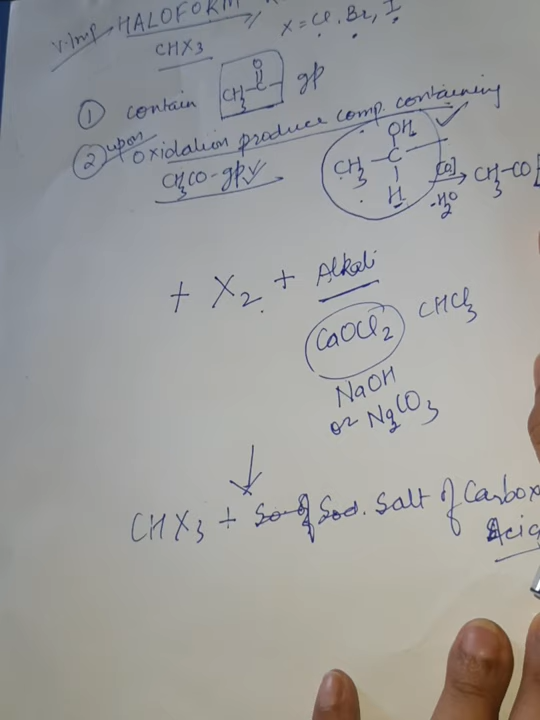 V.Imp HALOFORM
CHX3
X = Cl, Br, I
① contain CH3-C- gp
O
② upon Oxidation produce comp. containing
CH3CO-gp ✓
OH
CH3-C-
H
[O]
-H2O
CH3-CO
+ X2 + Alkali
CaOCl2 CHCl3
NaOH
or Na2CO3
CHX3 + Sod. Salt of Carbox
Acid